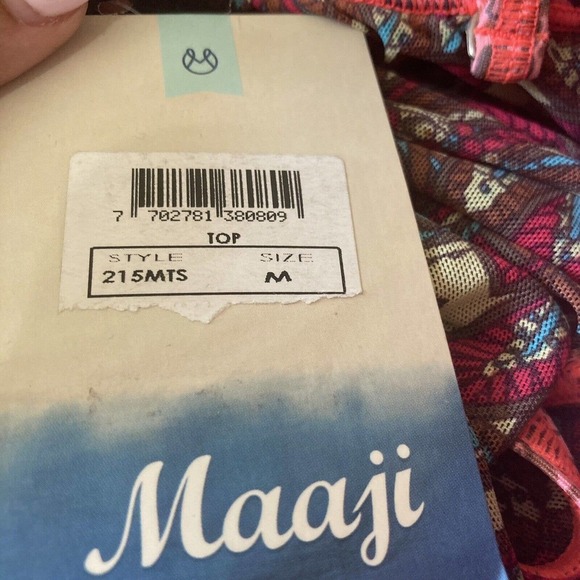 7 702781 380809
TOP
STYLE SIZE
215MTS M
Maaji